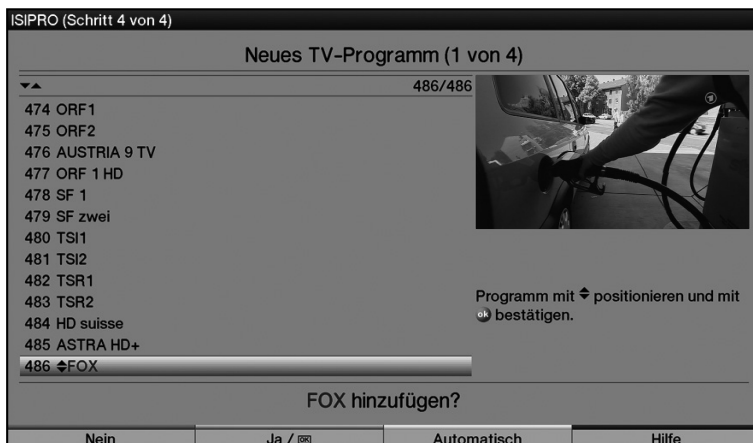 ISIPRO (Schritt 4 von 4)
Neues TV-Programm (1 von 4)
486/486
474 ORF1
475 ORF2
476 AUSTRIA 9 TV
477 ORF 1 HD
478 SF 1
479 SF zwei
480 TSI1
481 TSI2
482 TSR1
483 TSR2
484 HD suisse
485 ASTRA HD+
486 FOX
Programm mit positionieren und mit
ok bestätigen.
FOX hinzufügen?
Nein Ja / OK Automatisch Hilfe